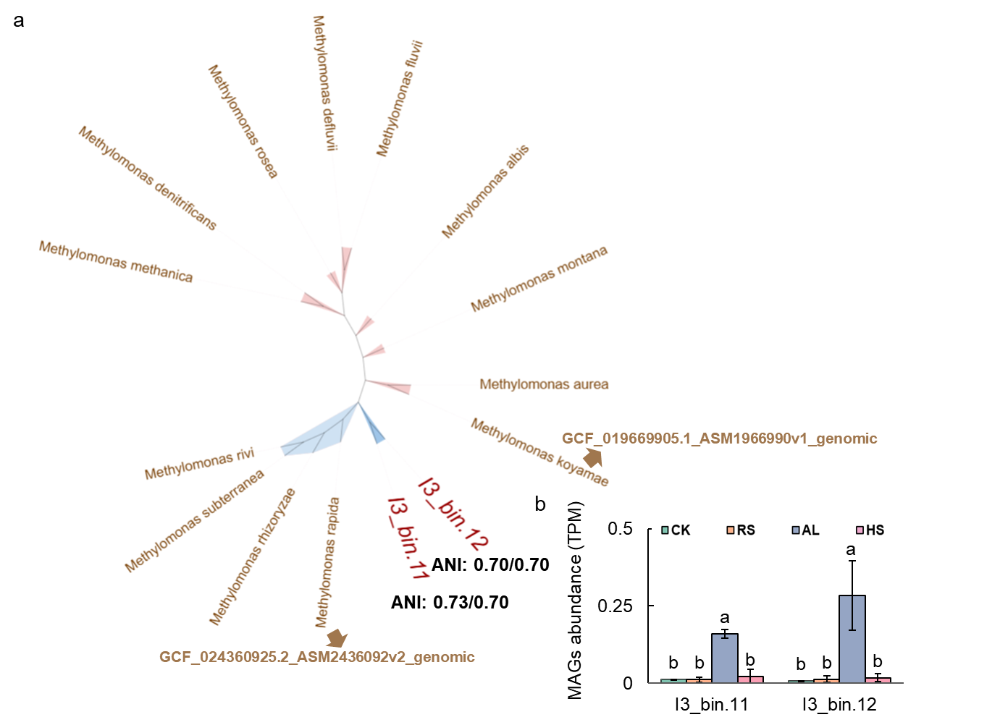 a
Methylomonas defluvii
Methylomonas fluvii
Methylomonas rosea
Methylomonas denitrificans
Methylomonas albis
Methylomonas methanica
Methylomonas montana
Methylomonas aurea
Methylomonas koyamae
GCF_019669905.1_ASM1966990v1_genomic
Methylomonas rivi
Methylomonas subterranea
Methylomonas rhizoryzae
Methylomonas rapida
I3_bin.11
I3_bin.12
ANI: 0.70/0.70
ANI: 0.73/0.70
GCF_024360925.2_ASM2436092v2_genomic
b
MAGs abundance (TPM)
CK RS AL HS
0.5
0.25
0
b b a b
b b a b
I3_bin.11 I3_bin.12